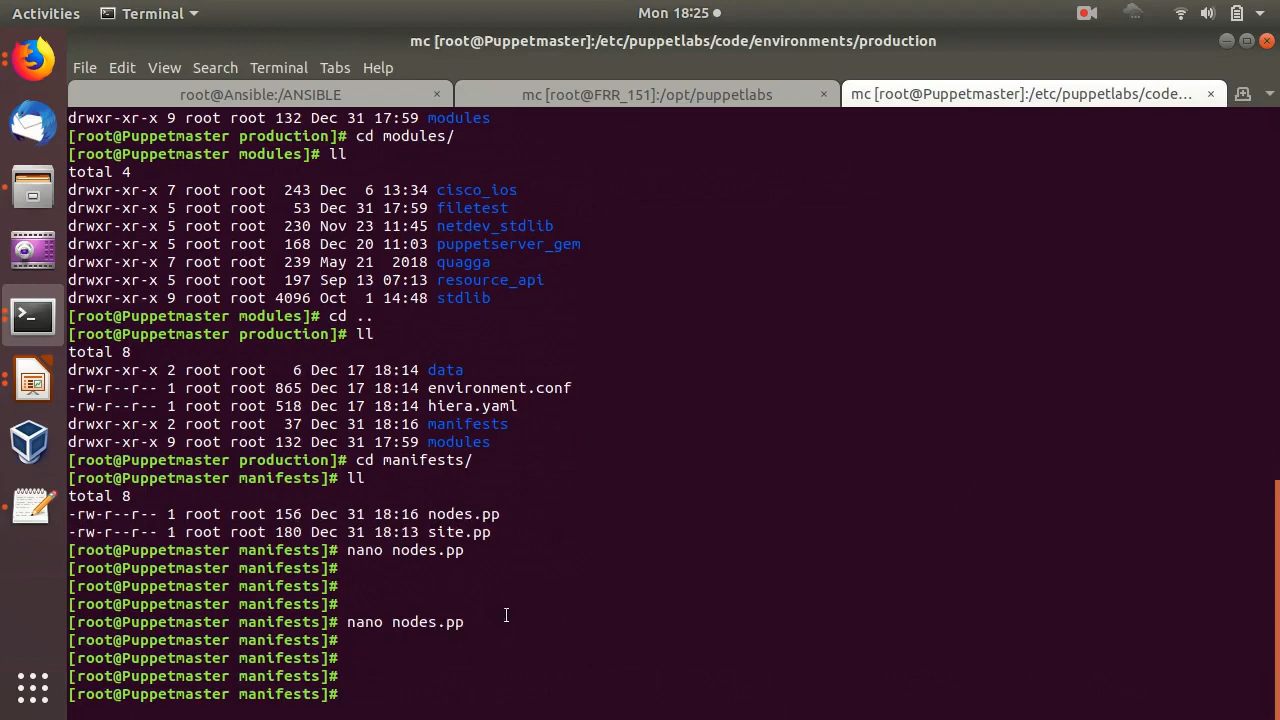 Activities Terminal Mon 18:25
mc [root@Puppetmaster]:/etc/puppetlabs/code/environments/production
File Edit View Search Terminal Tabs Help
root@Ansible:/ANSIBLE × mc [root@FRR_151]:/opt/puppetlabs × mc [root@Puppetmaster]:/etc/puppetlabs/code... ×
drwxr-xr-x 9 root root 132 Dec 31 17:59 modules
[root@Puppetmaster production]# cd modules/
[root@Puppetmaster modules]# ll
total 4
drwxr-xr-x 7 root root  243 Dec  6 13:34 cisco_ios
drwxr-xr-x 5 root root   53 Dec 31 17:59 filetest
drwxr-xr-x 5 root root  230 Nov 23 11:45 netdev_stdlib
drwxr-xr-x 5 root root  168 Dec 20 11:03 puppetserver_gem
drwxr-xr-x 7 root root  239 May 21  2018 quagga
drwxr-xr-x 5 root root  197 Sep 13 07:13 resource_api
drwxr-xr-x 9 root root 4096 Oct  1 14:48 stdlib
[root@Puppetmaster modules]# cd ..
[root@Puppetmaster production]# ll
total 8
drwxr-xr-x 2 root root   6 Dec 17 18:14 data
-rw-r--r-- 1 root root 865 Dec 17 18:14 environment.conf
-rw-r--r-- 1 root root 518 Dec 17 18:14 hiera.yaml
drwxr-xr-x 2 root root  37 Dec 31 18:16 manifests
drwxr-xr-x 9 root root 132 Dec 31 17:59 modules
[root@Puppetmaster production]# cd manifests/
[root@Puppetmaster manifests]# ll
total 8
-rw-r--r-- 1 root root 156 Dec 31 18:16 nodes.pp
-rw-r--r-- 1 root root 180 Dec 31 18:13 site.pp
[root@Puppetmaster manifests]# nano nodes.pp
[root@Puppetmaster manifests]#
[root@Puppetmaster manifests]#
[root@Puppetmaster manifests]#
[root@Puppetmaster manifests]# nano nodes.pp
[root@Puppetmaster manifests]#
[root@Puppetmaster manifests]#
[root@Puppetmaster manifests]#
[root@Puppetmaster manifests]#